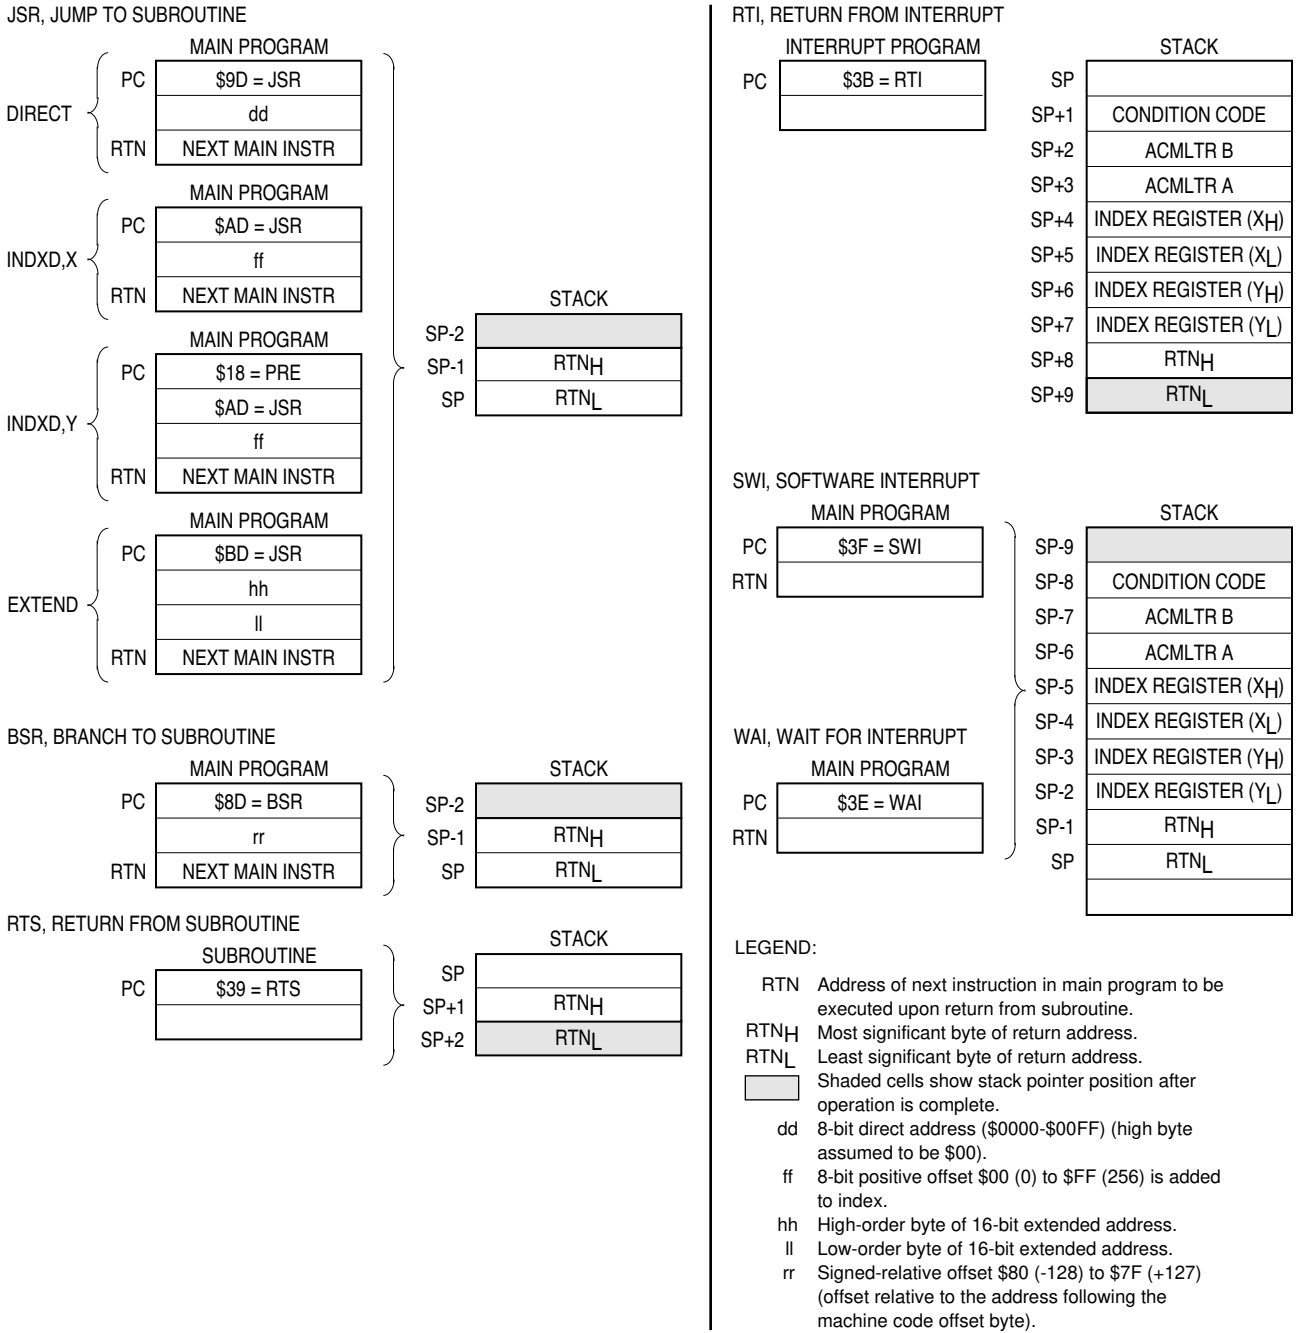 JSR, JUMP TO SUBROUTINE
MAIN PROGRAM
DIRECT
PC $9D = JSR
dd
RTN NEXT MAIN INSTR
MAIN PROGRAM
INDXD,X
PC $AD = JSR
ff
RTN NEXT MAIN INSTR
MAIN PROGRAM
INDXD,Y
PC $18 = PRE
$AD = JSR
ff
RTN NEXT MAIN INSTR
MAIN PROGRAM
EXTEND
PC $BD = JSR
hh
ll
RTN NEXT MAIN INSTR
STACK
SP-2
SP-1 RTNH
SP RTNL
BSR, BRANCH TO SUBROUTINE
MAIN PROGRAM
PC $8D = BSR
rr
RTN NEXT MAIN INSTR
STACK
SP-2
SP-1 RTNH
SP RTNL
RTS, RETURN FROM SUBROUTINE
SUBROUTINE
PC $39 = RTS
STACK
SP
SP+1 RTNH
SP+2 RTNL
RTI, RETURN FROM INTERRUPT
INTERRUPT PROGRAM
PC $3B = RTI
STACK
SP
SP+1 CONDITION CODE
SP+2 ACMLTR B
SP+3 ACMLTR A
SP+4 INDEX REGISTER (XH)
SP+5 INDEX REGISTER (XL)
SP+6 INDEX REGISTER (YH)
SP+7 INDEX REGISTER (YL)
SP+8 RTNH
SP+9 RTNL
SWI, SOFTWARE INTERRUPT
MAIN PROGRAM
PC $3F = SWI
RTN
WAI, WAIT FOR INTERRUPT
MAIN PROGRAM
PC $3E = WAI
RTN
STACK
SP-9
SP-8 CONDITION CODE
SP-7 ACMLTR B
SP-6 ACMLTR A
SP-5 INDEX REGISTER (XH)
SP-4 INDEX REGISTER (XL)
SP-3 INDEX REGISTER (YH)
SP-2 INDEX REGISTER (YL)
SP-1 RTNH
SP RTNL
LEGEND:
RTN Address of next instruction in main program to be
executed upon return from subroutine.
RTNH Most significant byte of return address.
RTNL Least significant byte of return address.
Shaded cells show stack pointer position after
operation is complete.
dd 8-bit direct address ($0000-$00FF) (high byte
assumed to be $00).
ff 8-bit positive offset $00 (0) to $FF (256) is added
to index.
hh High-order byte of 16-bit extended address.
ll Low-order byte of 16-bit extended address.
rr Signed-relative offset $80 (-128) to $7F (+127)
(offset relative to the address following the
machine code offset byte).